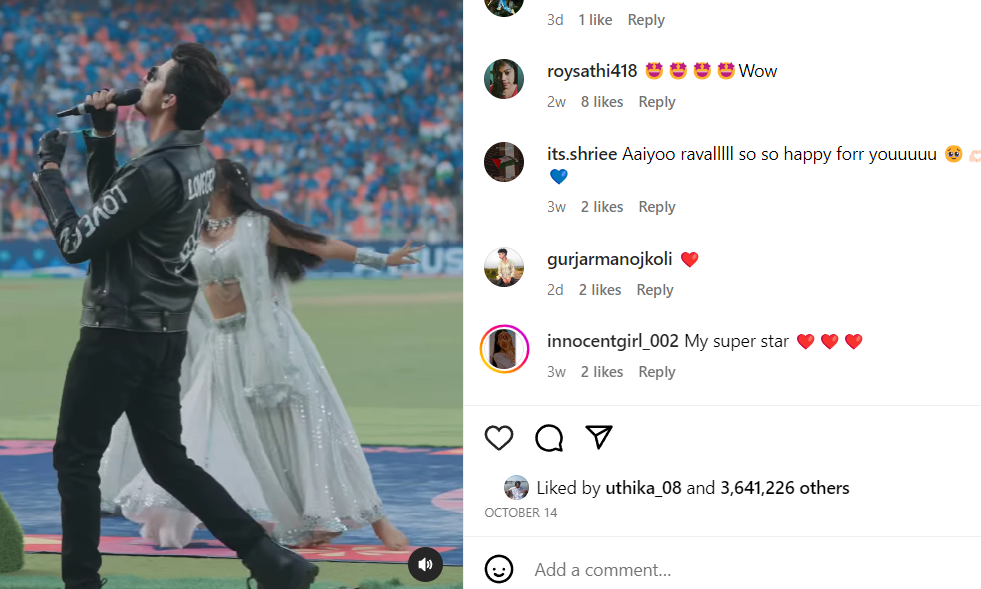 3d 1 like Reply
roysathi418 🤩 🤩 🤩 🤩 Wow
2w 8 likes Reply
its.shriee Aaiyoo ravalllll so so happy forr youuuuu 🥹 🫶🏻
💙
3w 2 likes Reply
gurjarmanojkoli ❤️
2d 2 likes Reply
innocentgirl_002 My super star ❤️ ❤️ ❤️
3w 2 likes Reply
Liked by uthika_08 and 3,641,226 others
OCTOBER 14
Add a comment...
LOVER